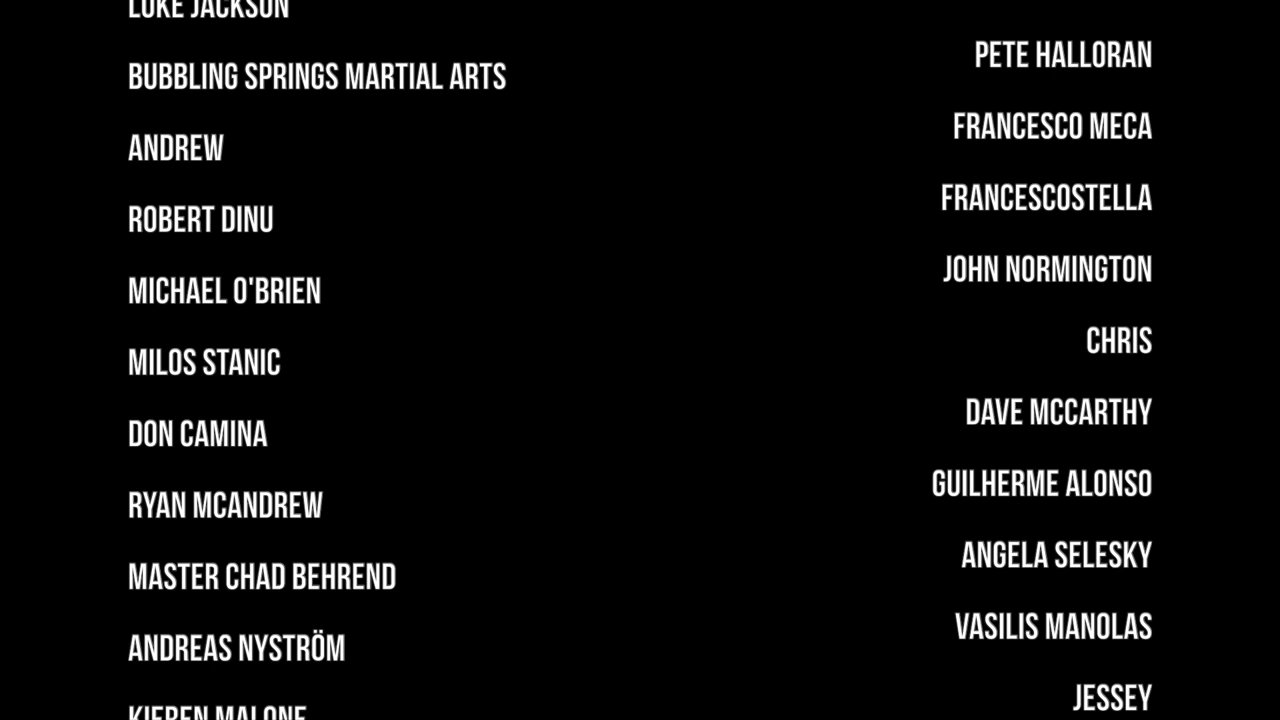 LUKE JACKSON
BUBBLING SPRINGS MARTIAL ARTS
ANDREW
ROBERT DINU
MICHAEL O'BRIEN
MILOS STANIC
DON CAMINA
RYAN MCANDREW
MASTER CHAD BEHREND
ANDREAS NYSTRÖM
KIEREN MALONE
PETE HALLORAN
FRANCESCO MECA
FRANCESCOSTELLA
JOHN NORMINGTON
CHRIS
DAVE MCCARTHY
GUILHERME ALONSO
ANGELA SELESKY
VASILIS MANOLAS
JESSEY